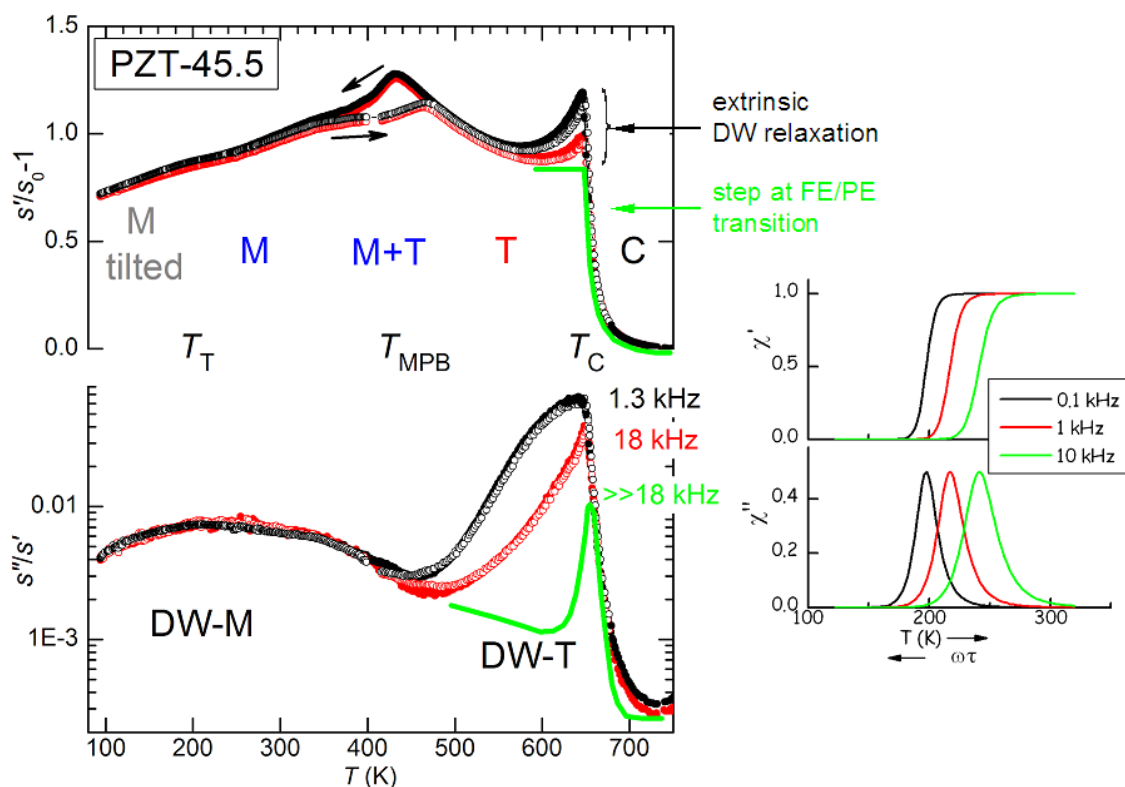 PZT-45.5
1.5
1.0
0.5
0.0
s'/s₀-1
M
tilted
M
M+T
T
C
T_T
T_MPB
T_C
extrinsic
DW relaxation
step at FE/PE
transition
0.01
1E-3
s''/s'
1.3 kHz
18 kHz
>>18 kHz
DW-M
DW-T
100 200 300 400 500 600 700
T (K)
1.0
0.5
0.0
χ'
0,1 kHz
1 kHz
10 kHz
0.4
0.2
0.0
χ''
100 200 300
T (K)
ωτ